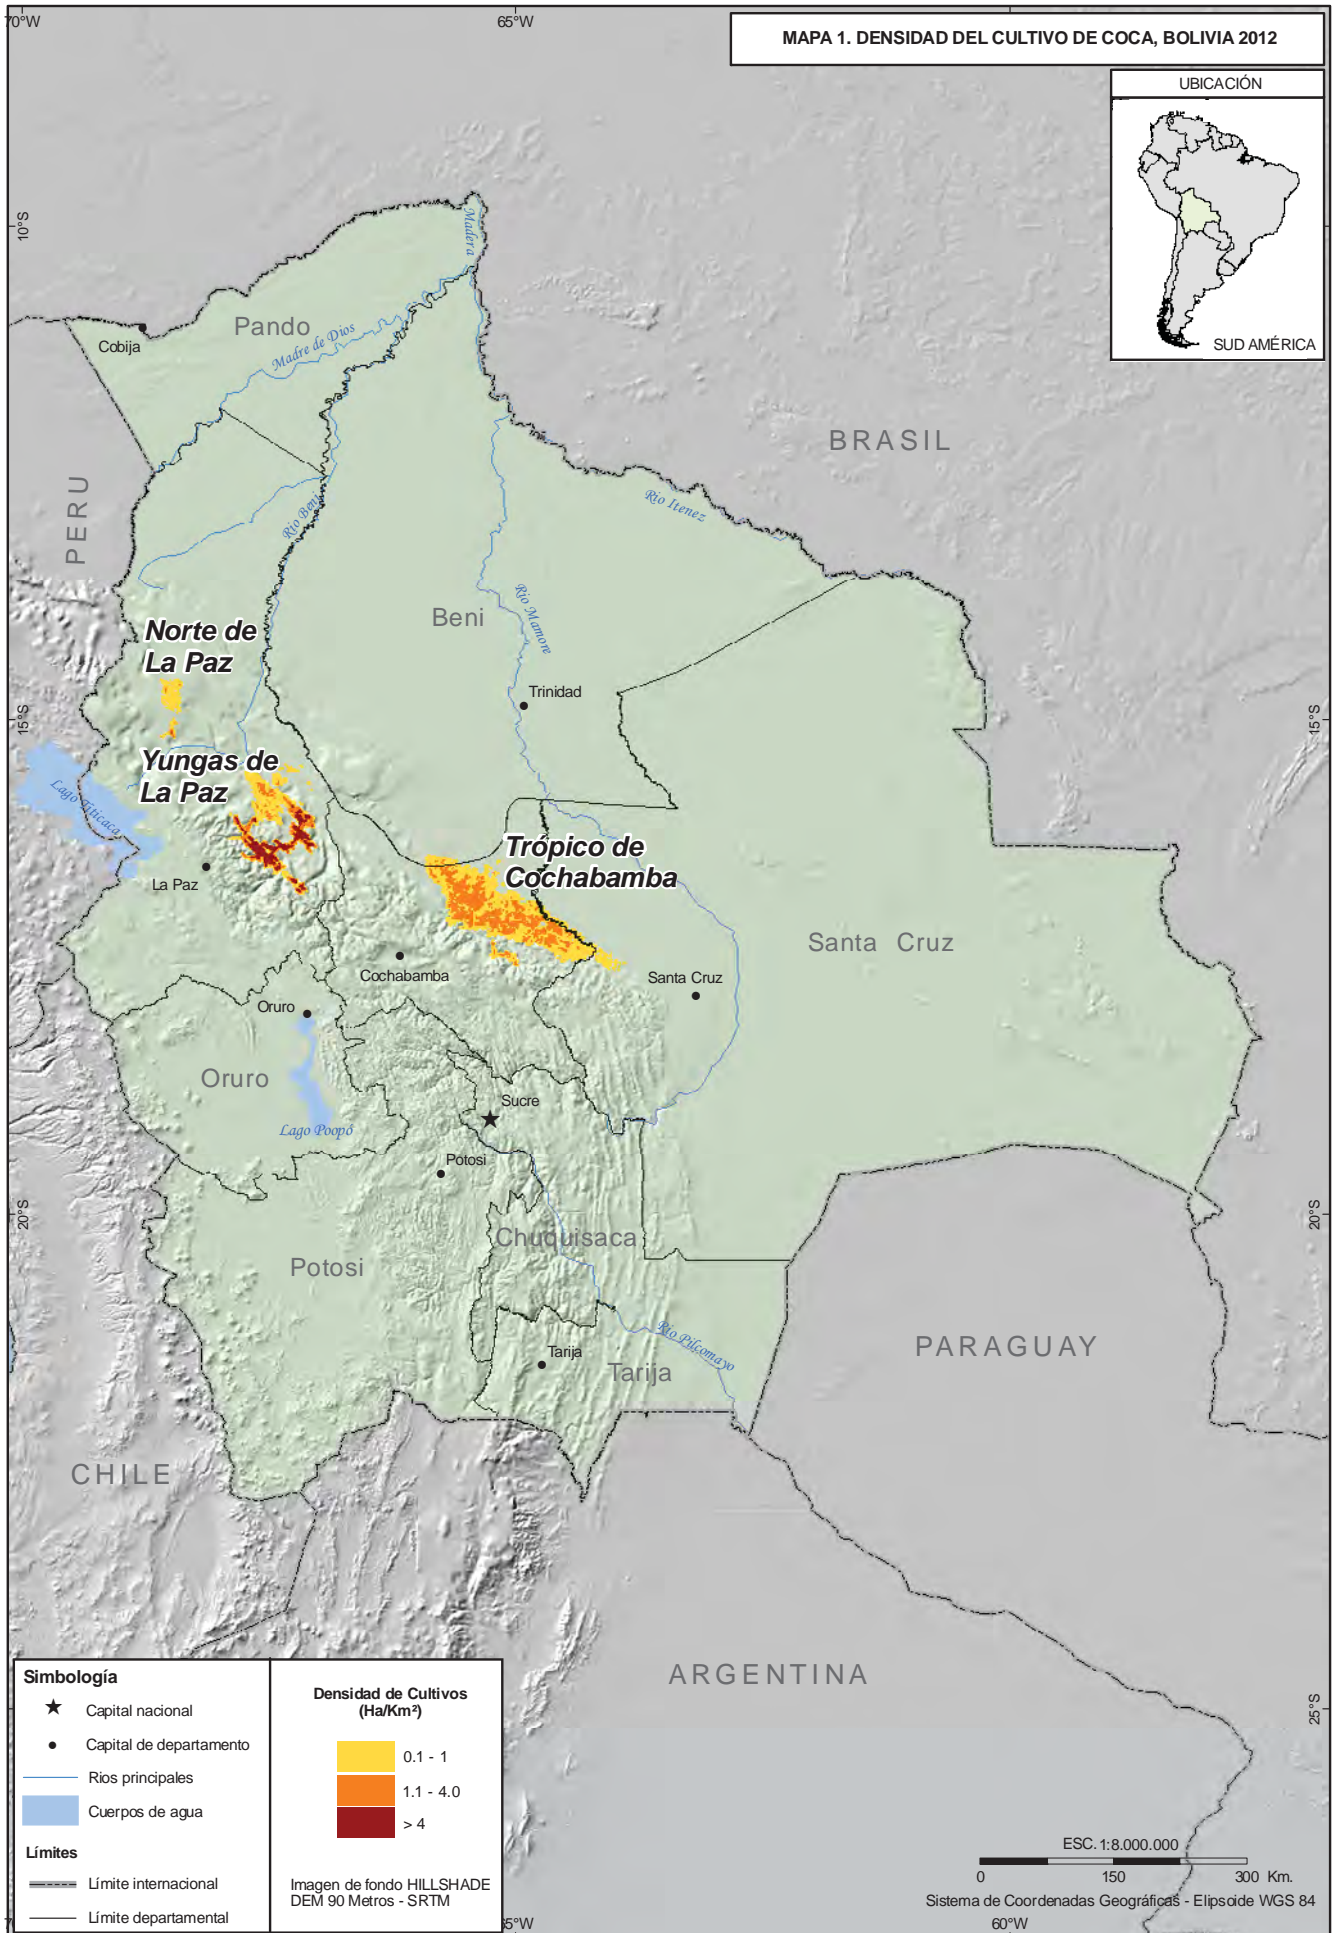 70°W
65°W
MAPA 1. DENSIDAD DEL CULTIVO DE COCA, BOLIVIA 2012
UBICACIÓN
SUD AMÉRICA
10°S
Madera
Pando
Cobija
Madre de Dios
BRASIL
PERU
Rio Beni
Rio Itenez
Beni
Rio Mamore
Norte de
La Paz
Trinidad
15°S
15°S
Yungas de
La Paz
Lago Titicaca
La Paz
Trópico de
Cochabamba
Santa Cruz
Cochabamba
Santa Cruz
Oruro
Oruro
Sucre
Lago Poopó
Potosi
20°S
20°S
Chuquisaca
Potosi
Rio Pilcomayo
PARAGUAY
Tarija
Tarija
CHILE
ARGENTINA
25°S
Simbología
Capital nacional
Capital de departamento
Rios principales
Cuerpos de agua
Límites
Límite internacional
Límite departamental
Densidad de Cultivos
(Ha/Km²)
0.1 - 1
1.1 - 4.0
> 4
Imagen de fondo HILLSHADE
DEM 90 Metros - SRTM
ESC. 1:8.000.000
0 150 300 Km.
Sistema de Coordenadas Geográficas - Elipsoide WGS 84
65°W
60°W